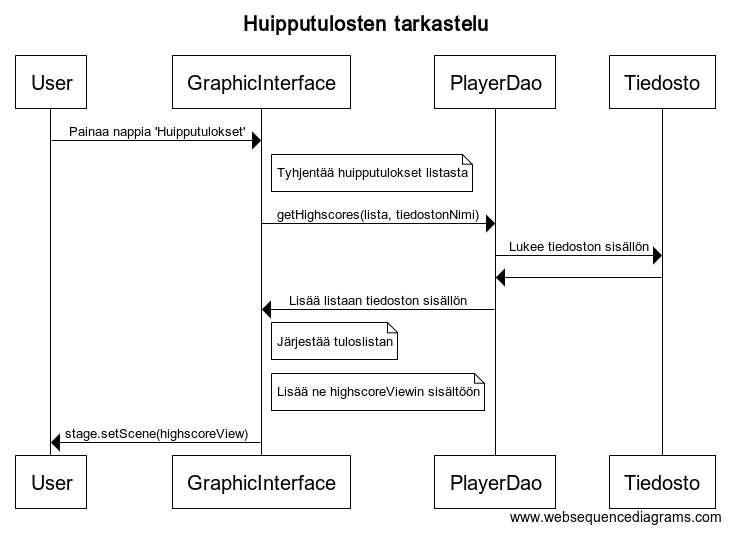 Huipputulosten tarkastelu
User
GraphicInterface
PlayerDao
Tiedosto
Painaa nappia 'Huipputulokset'
Tyhjentää huipputulokset listasta
getHighscores(lista, tiedostonNimi)
Lukee tiedoston sisällön
Lisää listaan tiedoston sisällön
Järjestää tuloslistan
Lisää ne highscoreViewin sisältöön
stage.setScene(highscoreView)
User
GraphicInterface
PlayerDao
Tiedosto
www.websequencediagrams.com